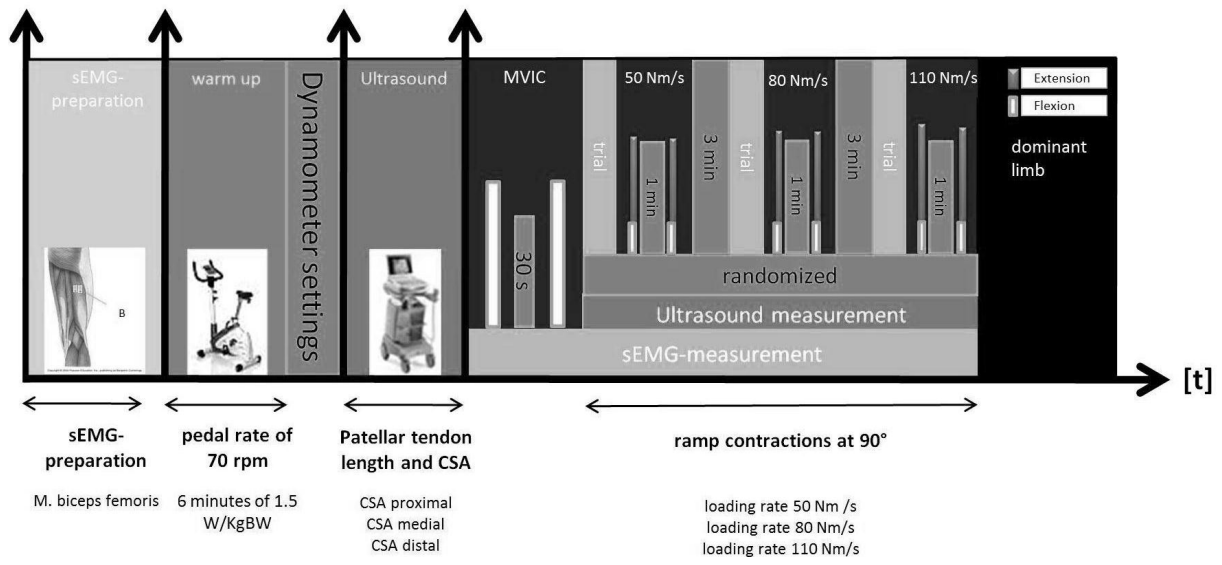 sEMG-
preparation
warm up
Dynamometer settings
Ultrasound
MVIC
30 s
trial
50 Nm/s
1 min
3 min
trial
80 Nm/s
1 min
3 min
trial
110 Nm/s
1 min
Extension
Flexion
dominant
limb
B
randomized
Ultrasound measurement
sEMG-measurement
[t]
sEMG-
preparation
M. biceps femoris
pedal rate of
70 rpm
6 minutes of 1.5
W/KgBW
Patellar tendon
length and CSA
CSA proximal
CSA medial
CSA distal
ramp contractions at 90°
loading rate 50 Nm /s
loading rate 80 Nm/s
loading rate 110 Nm/s